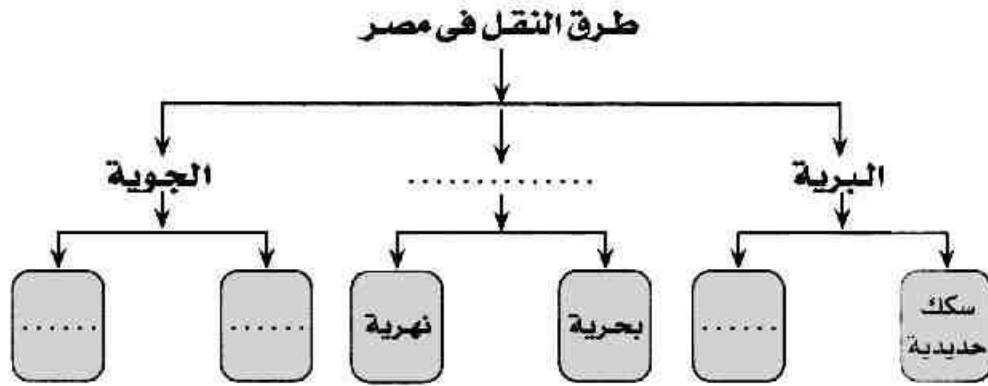 طرق النقل فى مصر
البرية
..............
الجوية
سكك
حديدية
......
بحرية
نهرية
......
......